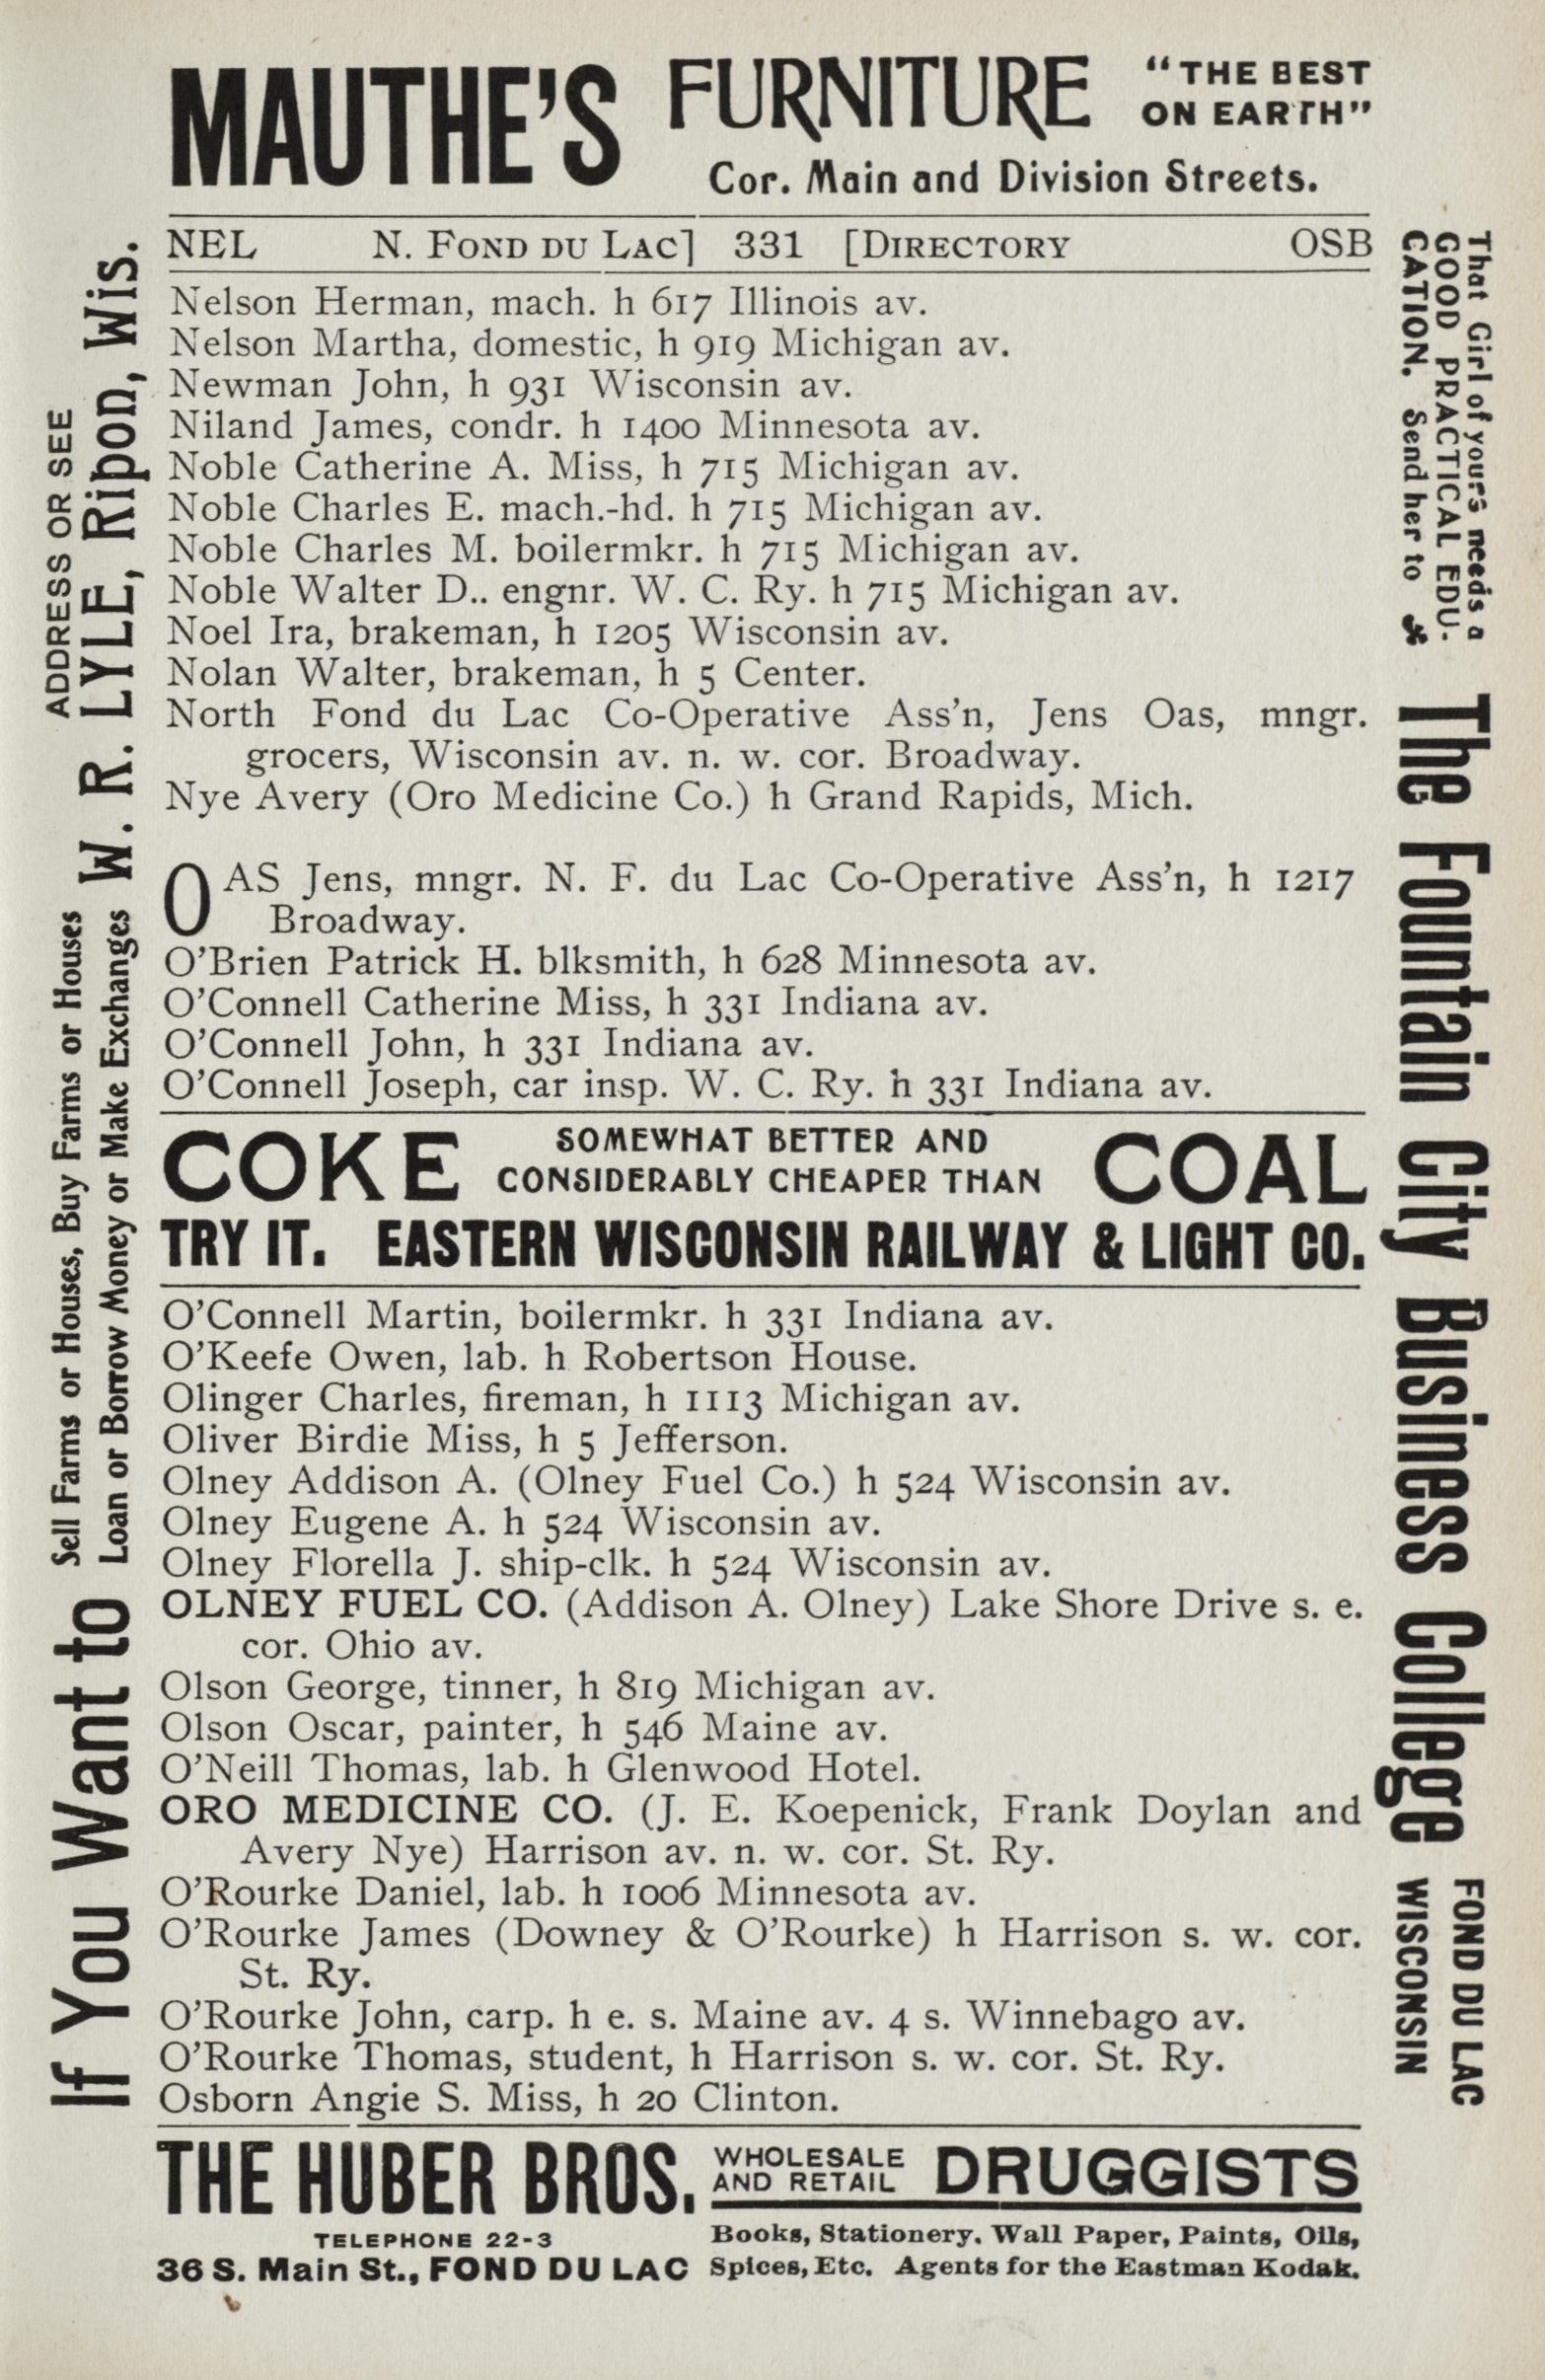 MAUTHE'S FURNITURE "THE BEST
ON EARTH"
Cor. Main and Division Streets.
NEL N. FOND DU LAC] 331 [DIRECTORY OSB
Nelson Herman, mach. h 617 Illinois av.
Nelson Martha, domestic, h 919 Michigan av.
Newman John, h 931 Wisconsin av.
Niland James, condr. h 1400 Minnesota av.
Noble Catherine A. Miss, h 715 Michigan av.
Noble Charles E. mach.-hd. h 715 Michigan av.
Noble Charles M. boilermkr. h 715 Michigan av.
Noble Walter D.. engnr. W. C. Ry. h 715 Michigan av.
Noel Ira, brakeman, h 1205 Wisconsin av.
Nolan Walter, brakeman, h 5 Center.
North Fond du Lac Co-Operative Ass'n, Jens Oas, mngr.
grocers, Wisconsin av. n. w. cor. Broadway.
Nye Avery (Oro Medicine Co.) h Grand Rapids, Mich.
OAS Jens, mngr. N. F. du Lac Co-Operative Ass'n, h 1217
Broadway.
O'Brien Patrick H. blksmith, h 628 Minnesota av.
O'Connell Catherine Miss, h 331 Indiana av.
O'Connell John, h 331 Indiana av.
O'Connell Joseph, car insp. W. C. Ry. h 331 Indiana av.
COKE SOMEWHAT BETTER AND
CONSIDERABLY CHEAPER THAN COAL
TRY IT. EASTERN WISCONSIN RAILWAY & LIGHT CO.
O'Connell Martin, boilermkr. h 331 Indiana av.
O'Keefe Owen, lab. h Robertson House.
Olinger Charles, fireman, h 1113 Michigan av.
Oliver Birdie Miss, h 5 Jefferson.
Olney Addison A. (Olney Fuel Co.) h 524 Wisconsin av.
Olney Eugene A. h 524 Wisconsin av.
Olney Florella J. ship-clk. h 524 Wisconsin av.
OLNEY FUEL CO. (Addison A. Olney) Lake Shore Drive s. e.
cor. Ohio av.
Olson George, tinner, h 819 Michigan av.
Olson Oscar, painter, h 546 Maine av.
O'Neill Thomas, lab. h Glenwood Hotel.
ORO MEDICINE CO. (J. E. Koepenick, Frank Doylan and
Avery Nye) Harrison av. n. w. cor. St. Ry.
O'Rourke Daniel, lab. h 1006 Minnesota av.
O'Rourke James (Downey & O'Rourke) h Harrison s. w. cor.
St. Ry.
O'Rourke John, carp. h e. s. Maine av. 4 s. Winnebago av.
O'Rourke Thomas, student, h Harrison s. w. cor. St. Ry.
Osborn Angie S. Miss, h 20 Clinton.
THE HUBER BROS. WHOLESALE
AND RETAIL DRUGGISTS
TELEPHONE 22-3
36 S. Main St., FOND DU LAC
Books, Stationery, Wall Paper, Paints, Oils,
Spices, Etc. Agents for the Eastman Kodak.
If You Want to
Sell Farms or Houses, Buy Farms or Houses
Loan or Borrow Money or Make Exchanges
ADDRESS OR SEE
W. R. LYLE, Ripon, Wis.
That Girl of yours needs a
GOOD PRACTICAL EDU-
CATION. Send her to
The Fountain City Business College
FOND DU LAC
WISCONSIN